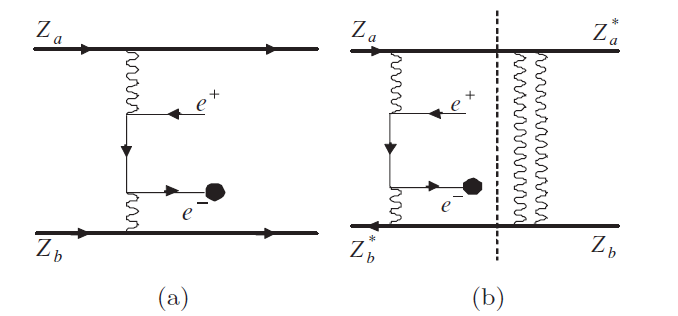 Z_a
e^+
e^-
Z_b
(a)
Z_a
Z_a^*
e^+
e^-
Z_b^*
Z_b
(b)